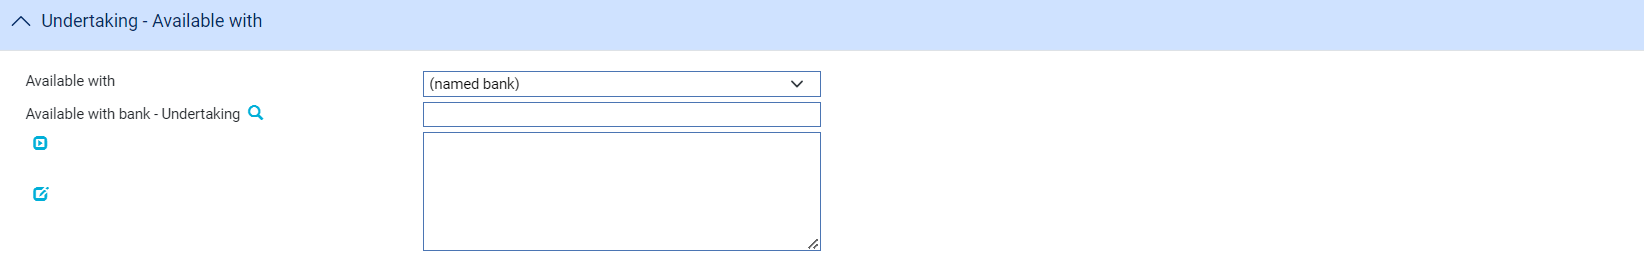 Undertaking - Available with
Available with
(named bank)
Available with bank - Undertaking